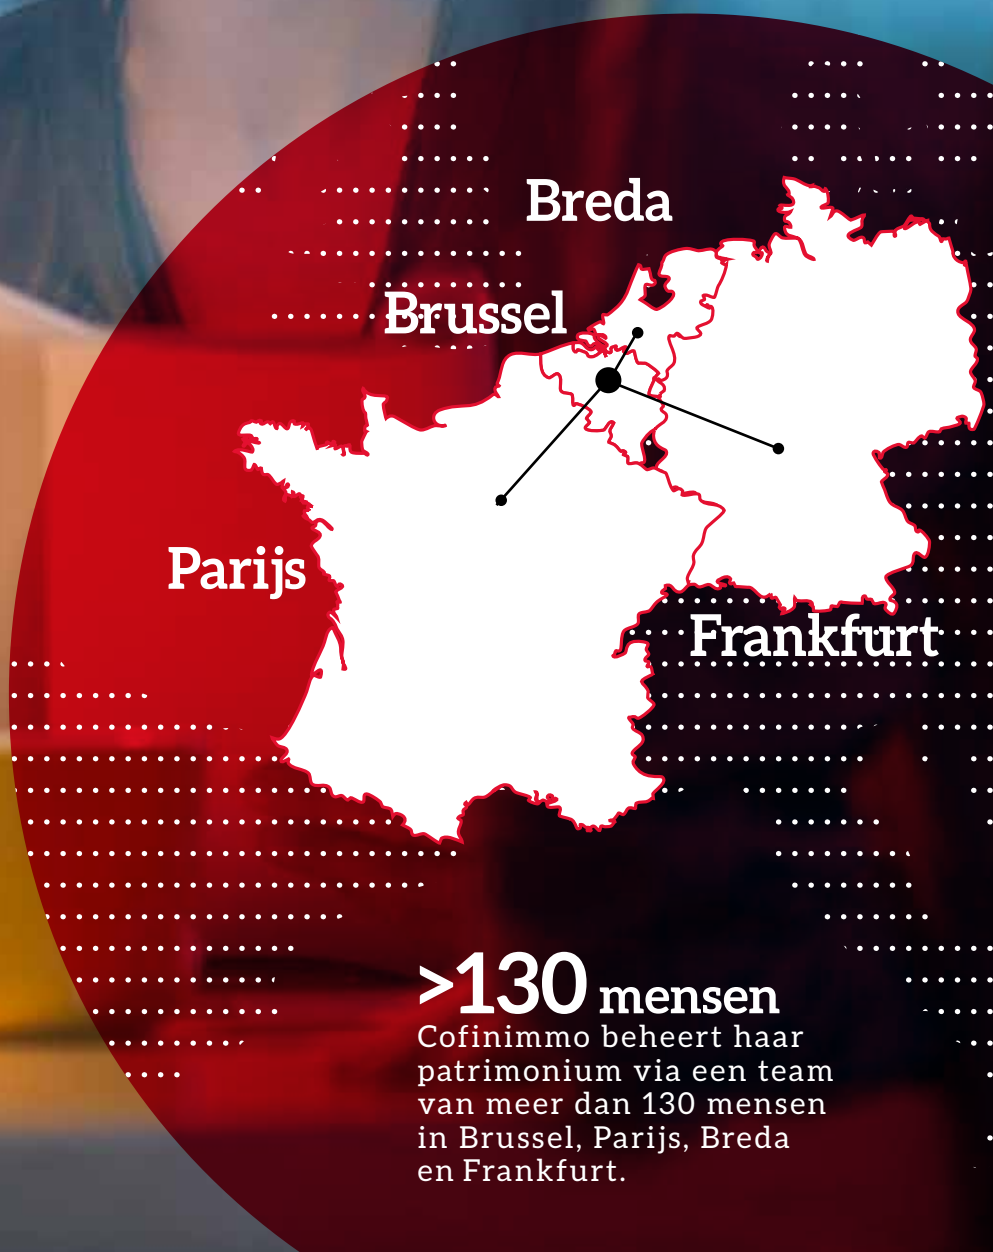 Breda
Brussel
Parijs
Frankfurt
>130 mensen
Cofinimmo beheert haar
patrimonium via een team
van meer dan 130 mensen
in Brussel, Parijs, Breda
en Frankfurt.